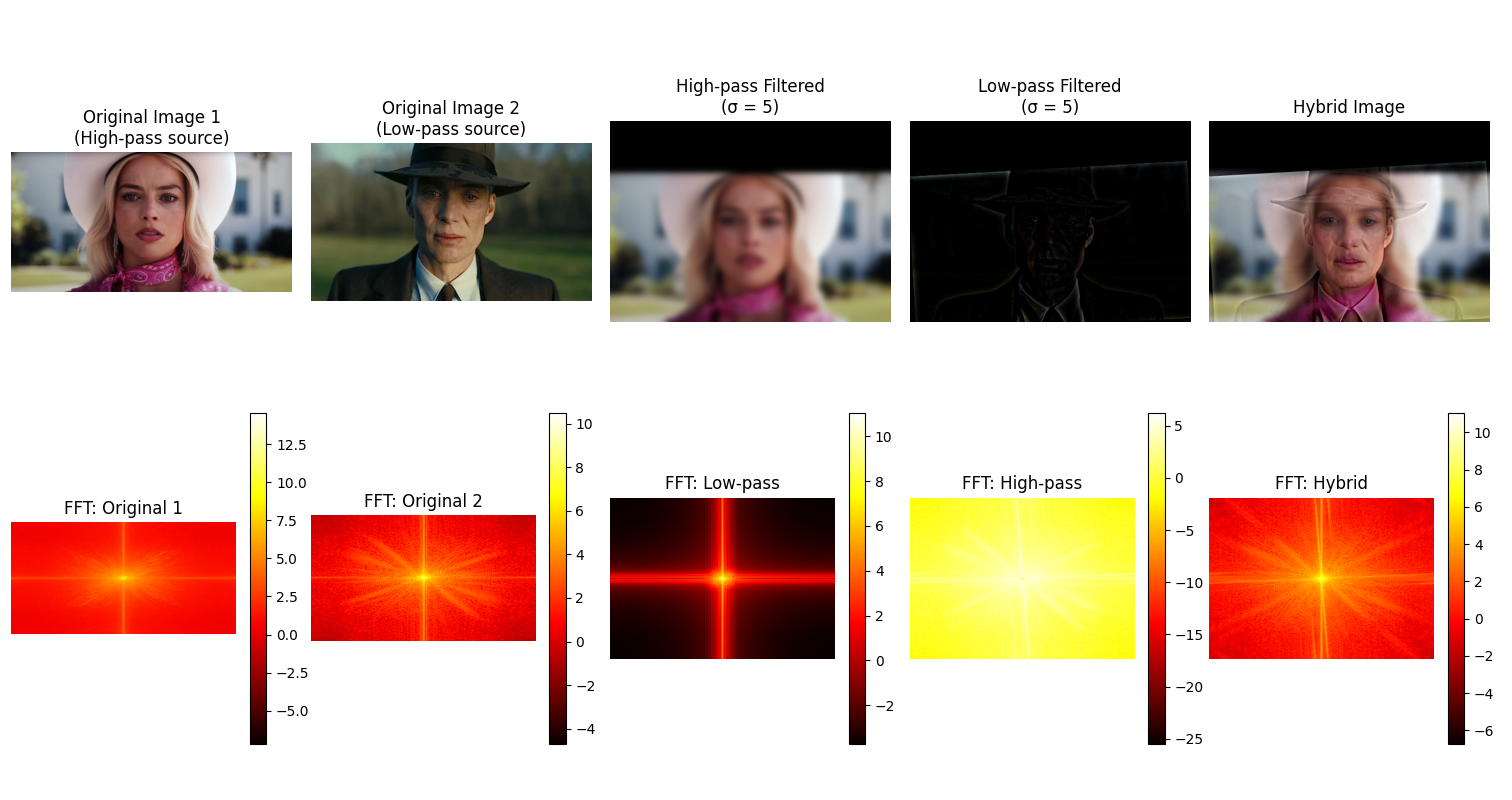 Original Image 1
(High-pass source)
Original Image 2
(Low-pass source)
High-pass Filtered
(σ = 5)
Low-pass Filtered
(σ = 5)
Hybrid Image
FFT: Original 1
12.5
10.0
7.5
5.0
2.5
0.0
−2.5
−5.0
FFT: Original 2
10
8
6
4
2
0
−2
−4
FFT: Low-pass
10
8
6
4
2
0
−2
FFT: High-pass
5
0
−5
−10
−15
−20
−25
FFT: Hybrid
10
8
6
4
2
0
−2
−4
−6